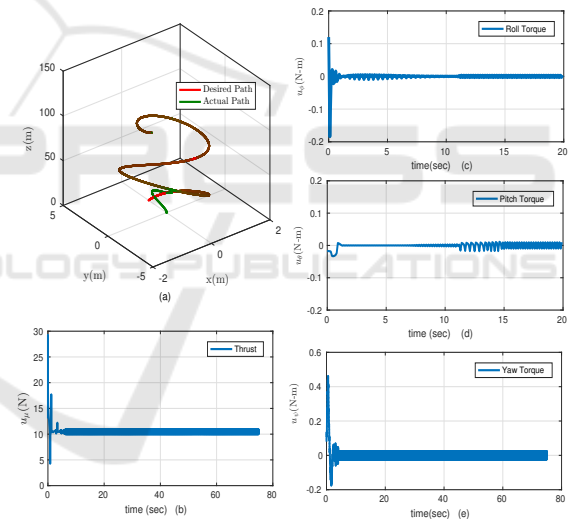 150
100
50
0
z(m)
5
0
-5
y(m)
-2
0
2
x(m)
Desired Path
Actual Path
(a)
0.2
0.1
0
-0.1
-0.2
uϕ(N-m)
Roll Torque
0 5 10 15 20
time(sec) (c)
0.2
0.1
0
-0.1
-0.2
uθ(N-m)
Pitch Torque
0 5 10 15 20
time (sec) (d)
30
25
20
15
10
5
0
(N)
Thrust
0 20 40 60 80
time (sec) (b)
0.6
0.4
0.2
0
-0.2
(N-m)
Yaw Torque
0 20 40 60 80
time(sec) (e)
PRESS
OLOGY PUBLICATIONS